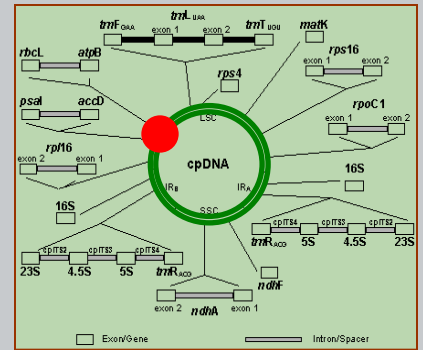 trnL UAA
trnF GAA exon 1 exon 2 trnT UGU
matK
rbcL atpB
rps16
exon 2 exon 1
rps4
psaI accD
LSC
rpoC1
exon 2 exon 1
rpl16
exon 2 exon 1
cpDNA
16S
IRB IRA
16S
SSC
cpITS4 cpITS3 cpITS2
trnR ACG 5S 4.5S 23S
cpITS2 cpITS3 cpITS4
23S 4.5S 5S trnR ACG
ndhF
exon 2 exon 1
ndhA
Exon/Gene Intron/Spacer